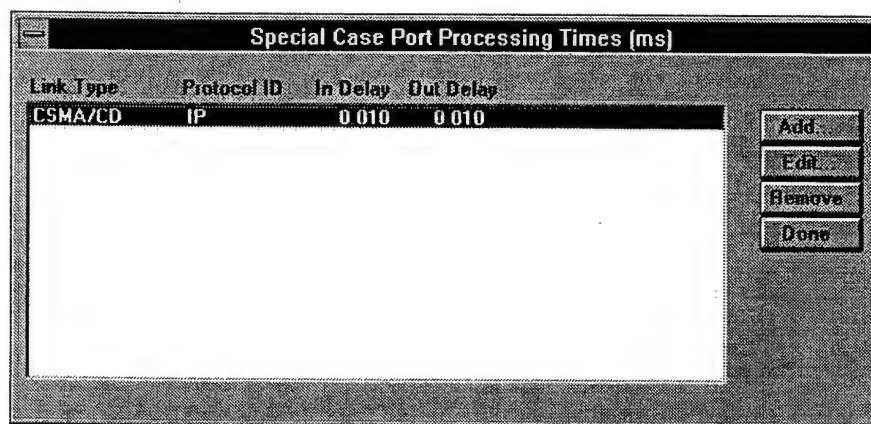 Special Case Port Processing Times (ms)
Link Type Protocol ID In Delay Out Delay
CSMA/CD IP 0.010 0.010
Add...
Edit...
Remove
Done